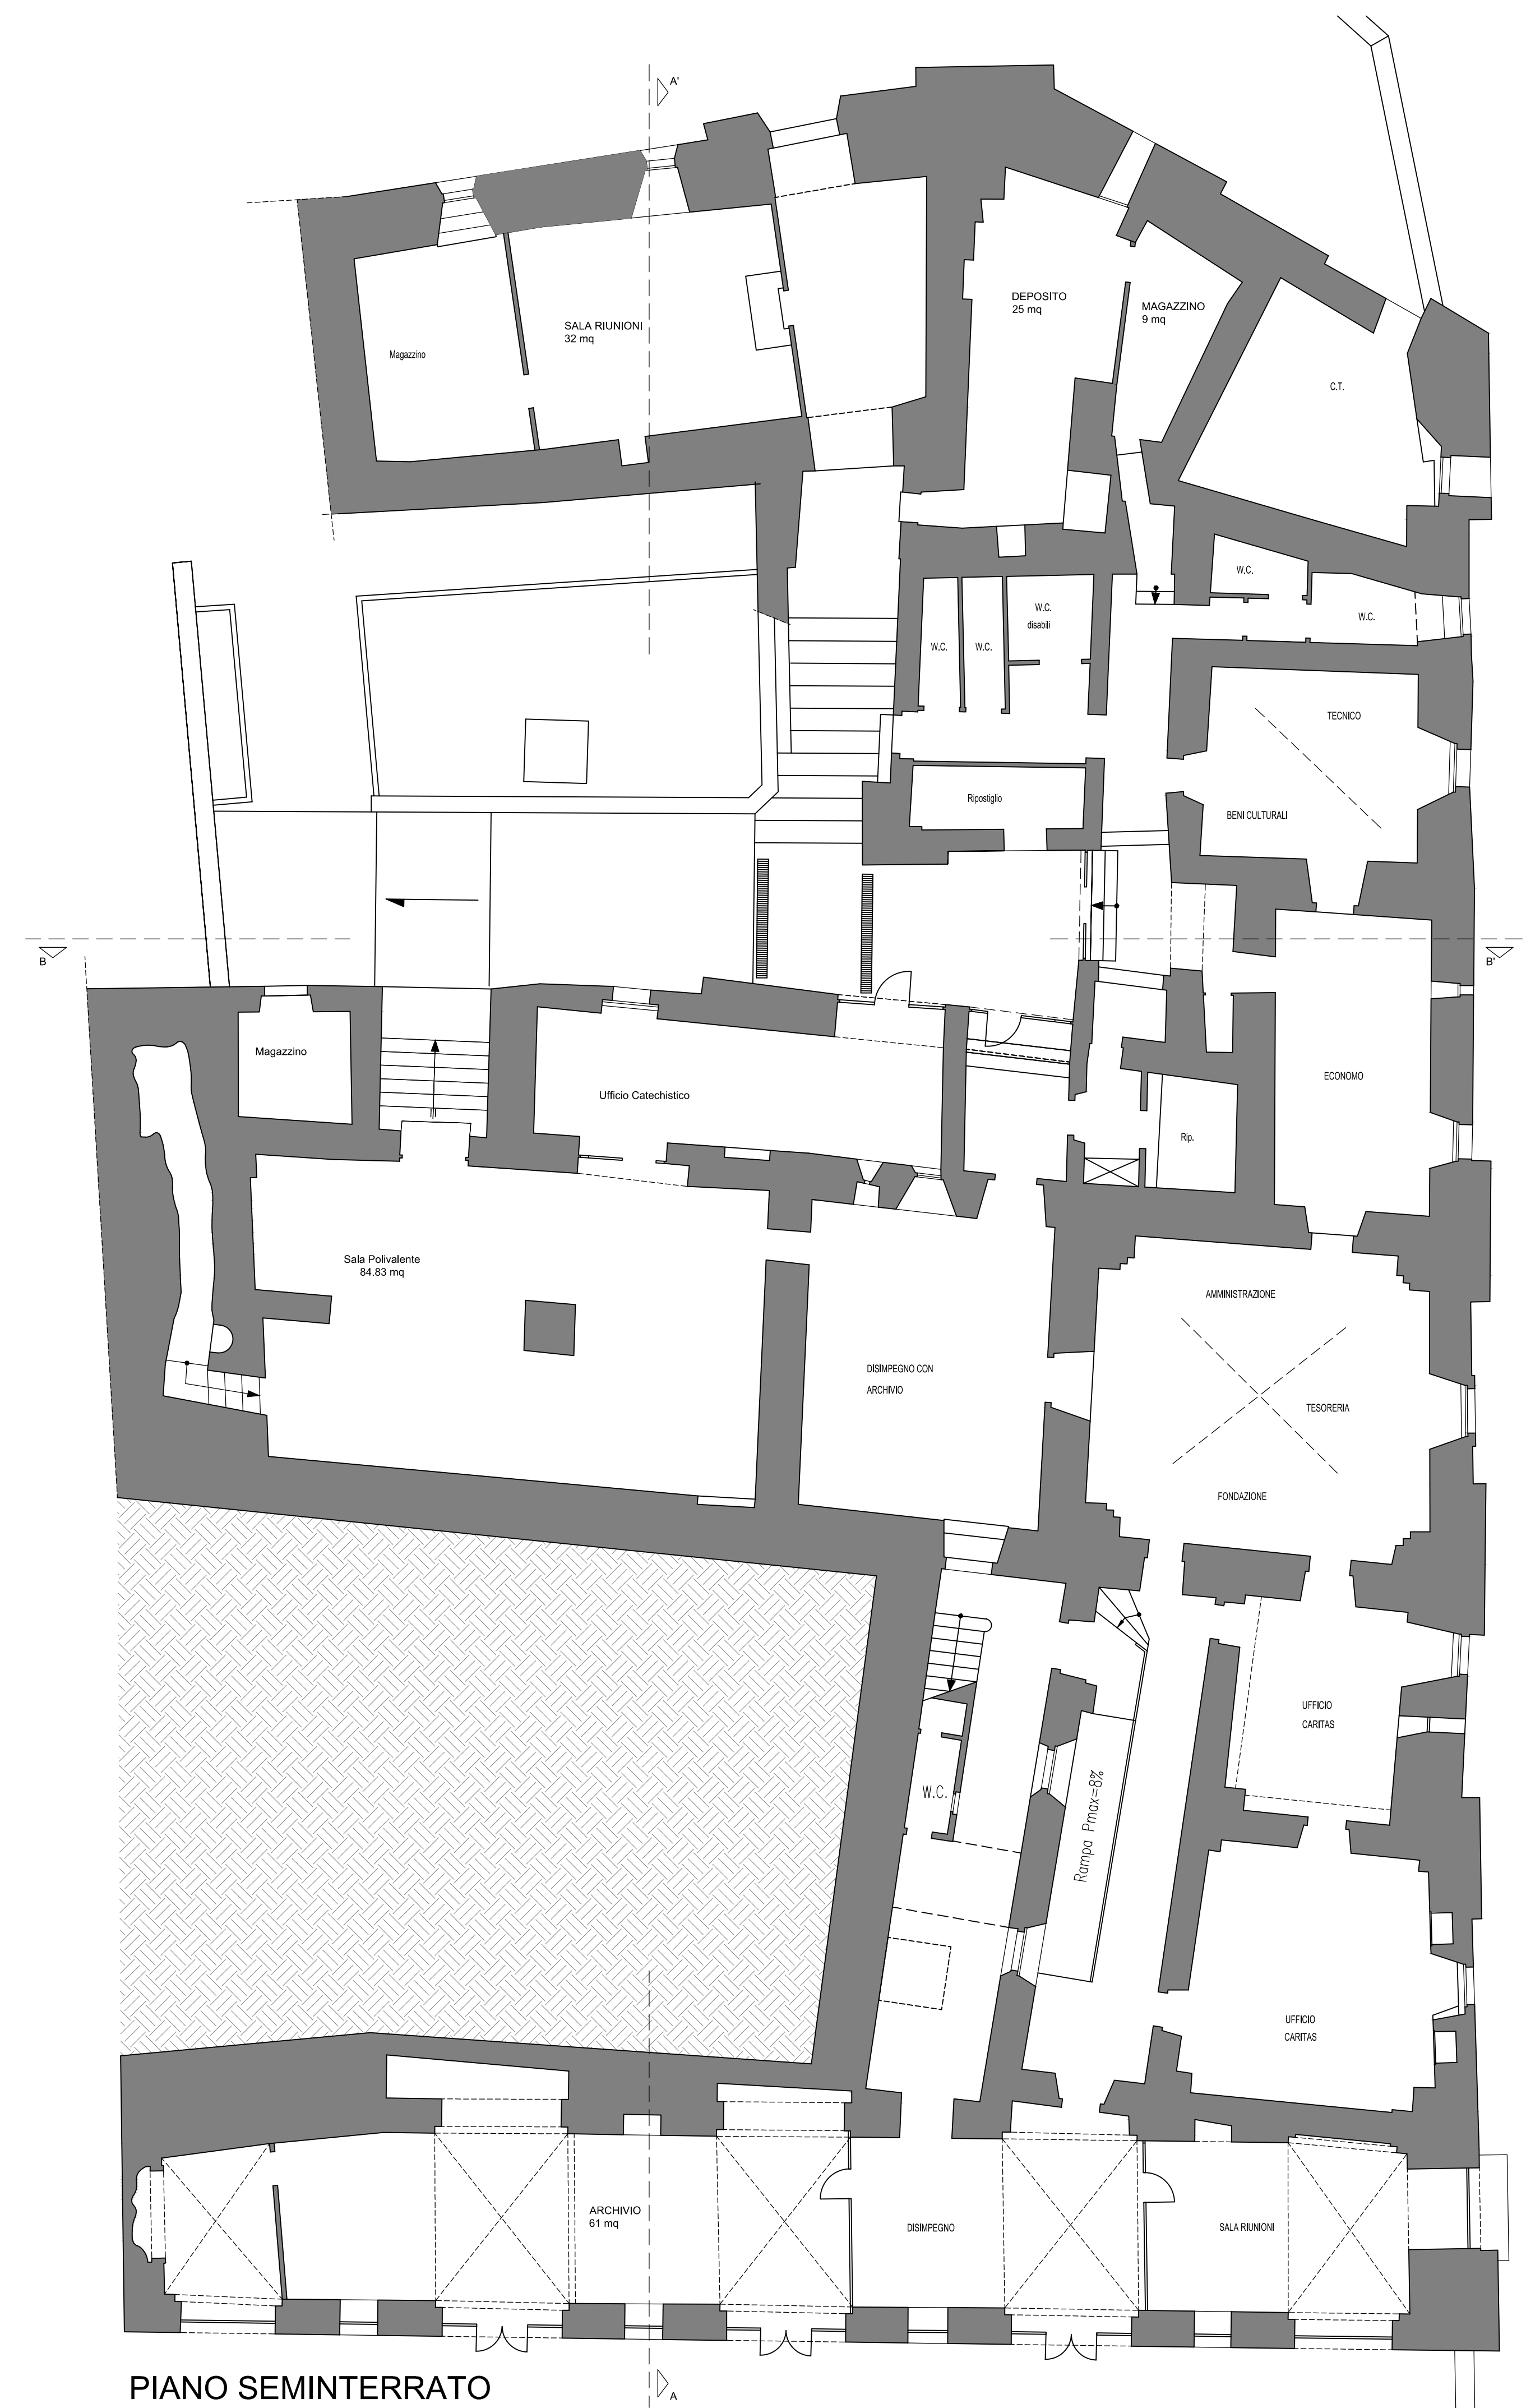 A'
DEPOSITO
25 mq
MAGAZZINO
9 mq
SALA RIUNIONI
32 mq
Magazzino
C.T.
W.C.
W.C.
W.C.
disabili
W.C.
W.C.
TECNICO
Ripostiglio
BENI CULTURALI
B
B'
Magazzino
ECONOMO
Ufficio Catechistico
Rip.
Sala Polivalente
84.83 mq
AMMINISTRAZIONE
DISIMPEGNO CON
ARCHIVIO
TESORERIA
FONDAZIONE
UFFICIO
CARITAS
W.C.
Rampa Pmax=8%
UFFICIO
CARITAS
ARCHIVIO
61 mq
DISIMPEGNO
SALA RIUNIONI
PIANO SEMINTERRATO
A